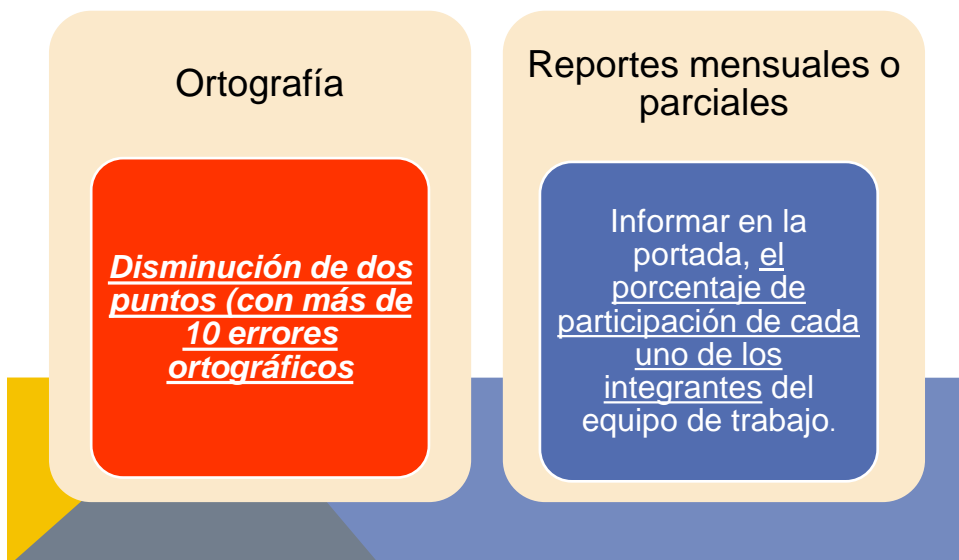 Ortografía
Disminución de dos
puntos (con más de
10 errores
ortográficos
Reportes mensuales o
parciales
Informar en la
portada, el
porcentaje de
participación de cada
uno de los
integrantes del
equipo de trabajo.